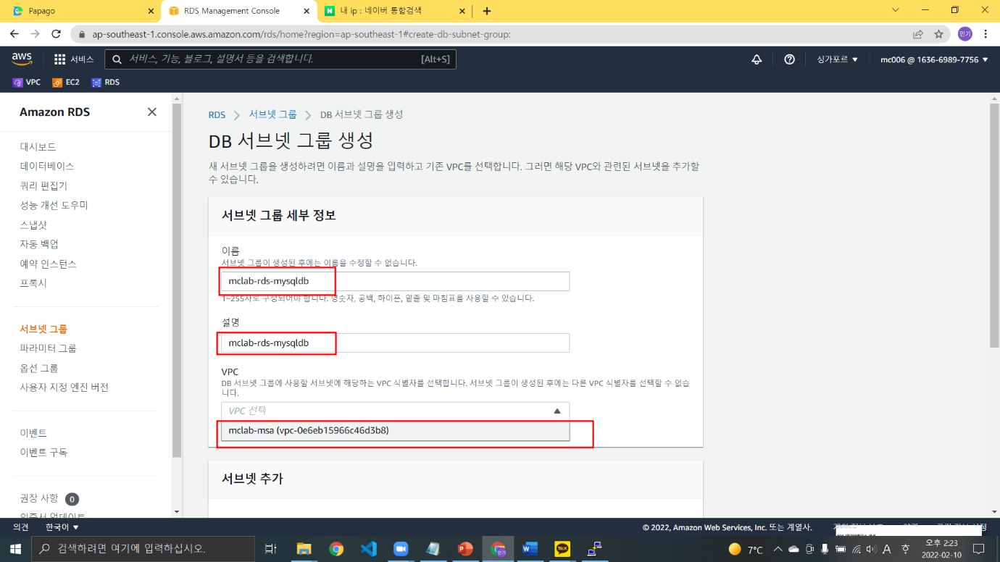 Papago
RDS Management Console
내 ip : 네이버 통합검색
ap-southeast-1.console.aws.amazon.com/rds/home?region=ap-southeast-1#create-db-subnet-group:
민기
aws
서비스
서비스, 기능, 블로그, 설명서 등을 검색합니다.
[Alt+S]
싱가포르
mc006 @ 1636-6989-7756
VPC
EC2
RDS
Amazon RDS
대시보드
데이터베이스
쿼리 편집기
성능 개선 도우미
스냅샷
자동 백업
예약 인스턴스
프록시
서브넷 그룹
파라미터 그룹
옵션 그룹
사용자 지정 엔진 버전
이벤트
이벤트 구독
권장 사항 0
인증서 업데이트
RDS
서브넷 그룹
DB 서브넷 그룹 생성
DB 서브넷 그룹 생성
새 서브넷 그룹을 생성하려면 이름과 설명을 입력하고 기존 VPC를 선택합니다. 그러면 해당 VPC와 관련된 서브넷을 추가할
수 있습니다.
서브넷 그룹 세부 정보
이름
서브넷 그룹이 생성된 후에는 이름을 수정할 수 없습니다.
mclab-rds-mysqldb
1~255자로 구성되어야 합니다. 영숫자, 공백, 하이픈, 밑줄 및 마침표를 사용할 수 있습니다.
설명
mclab-rds-mysqldb
VPC
DB 서브넷 그룹에 사용할 서브넷에 해당하는 VPC 식별자를 선택합니다. 서브넷 그룹이 생성된 후에는 다른 VPC 식별자를 선택할 수 없습
니다.
VPC 선택
mclab-msa (vpc-0e6eb15966c46d3b8)
서브넷 추가
의견
한국어
© 2022, Amazon Web Services, Inc. 또는 계열사.
검색하려면 여기에 입력하십시오.
민기
TALK
7°C
A
오후 2:23
2022-02-10